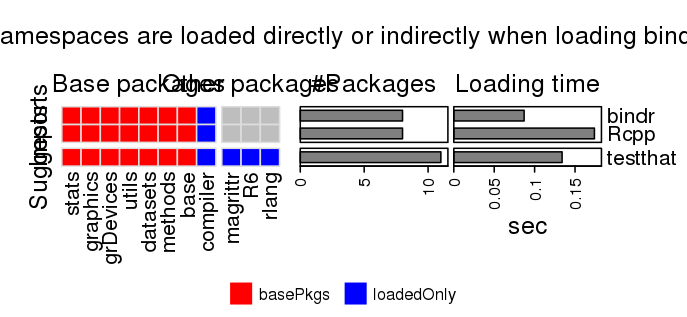 amespaces are loaded directly or indirectly when loading bind
Base packages Other packages #Packages Loading time
Imports
Suggests
bindr
Rcpp
testthat
stats
graphics
grDevices
utils
datasets
methods
base
compiler
magrittr
R6
rlang
0 5 10
0 0.05 0.1 0.15
sec
basePkgs loadedOnly